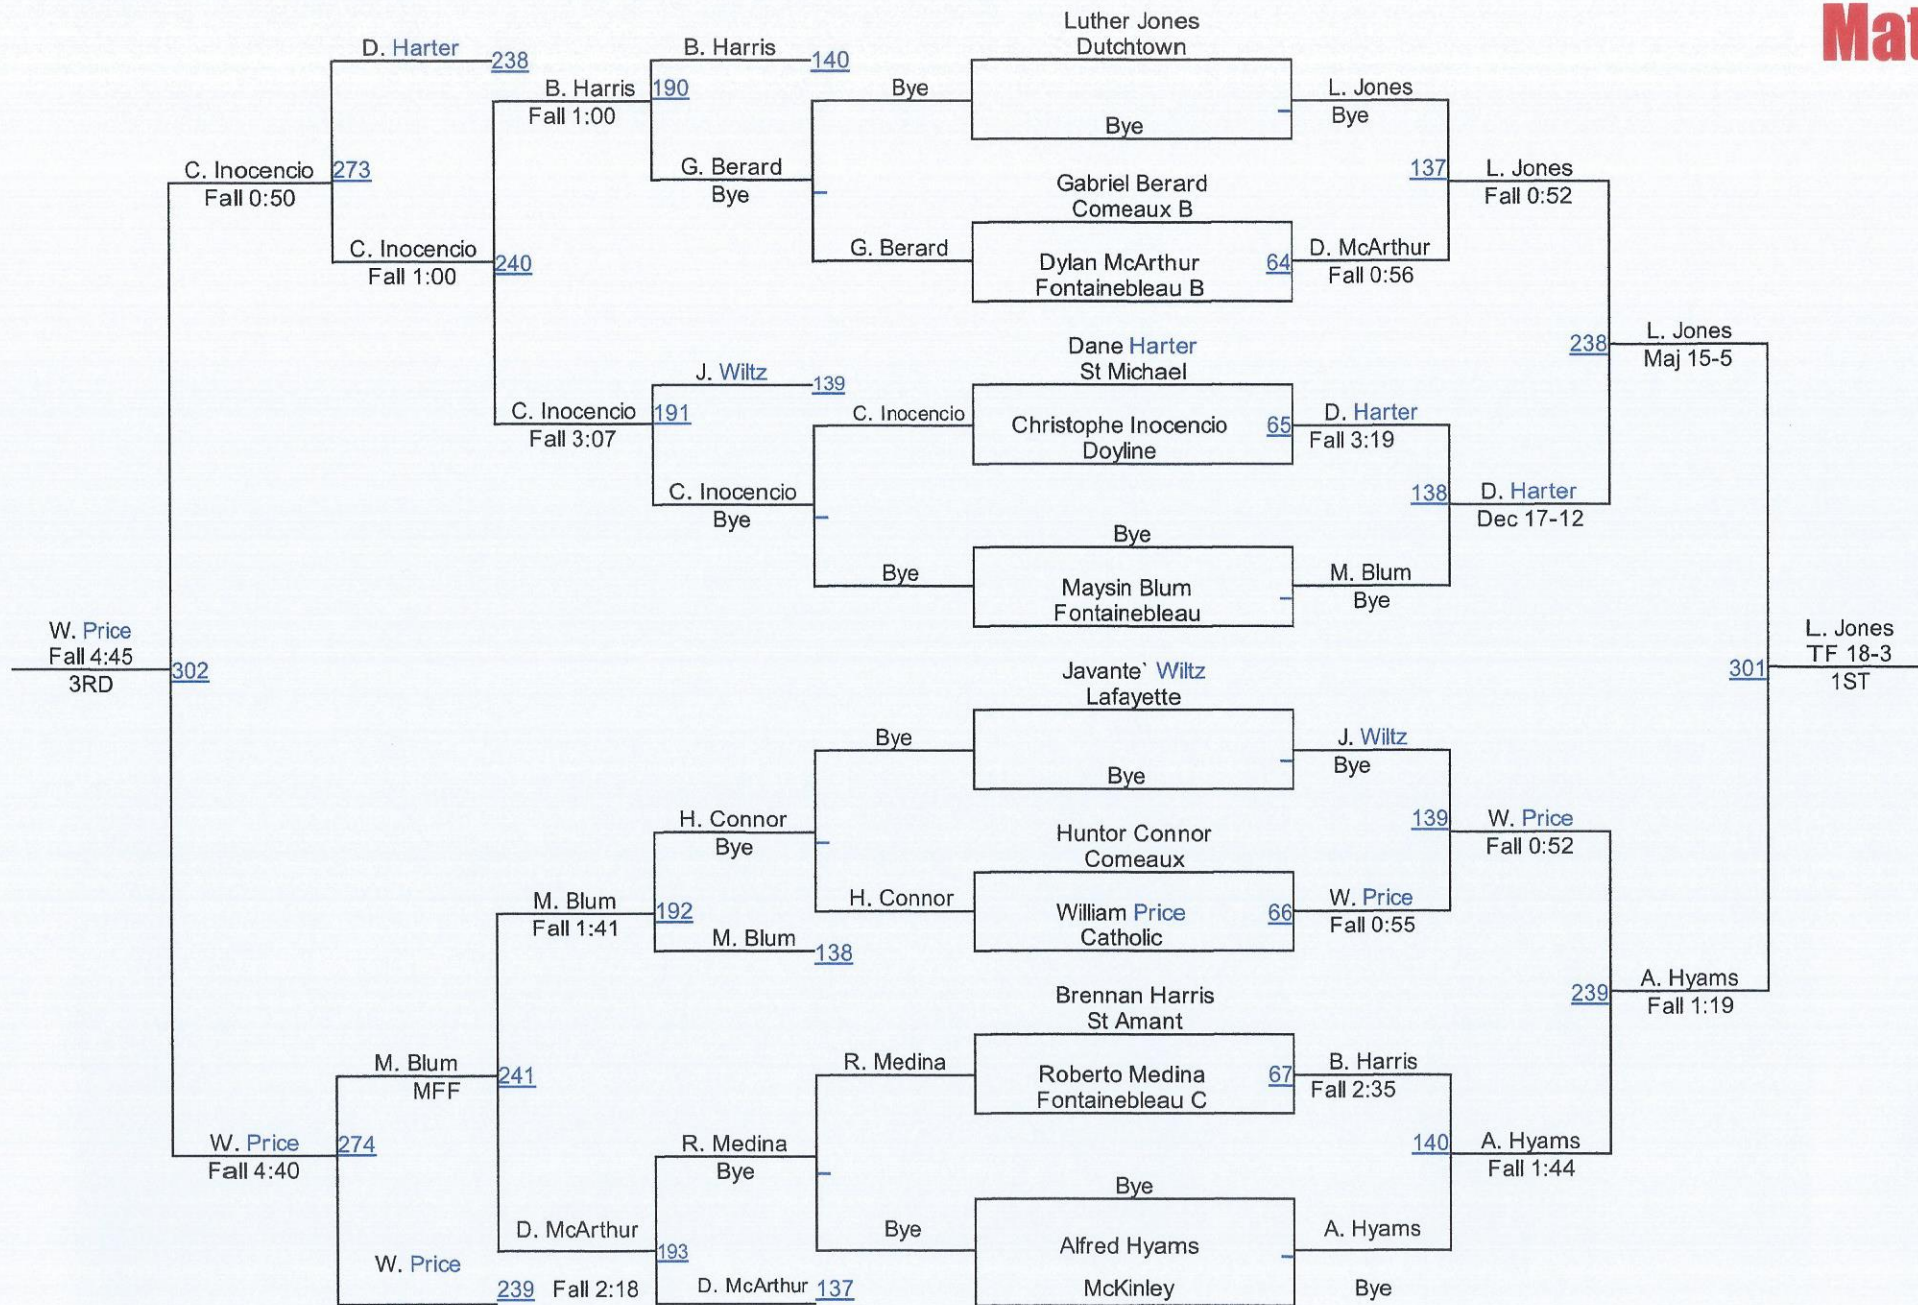 Mat
Luther Jones
Dutchtown
D. Harter
238
B. Harris
140
B. Harris
190
Fall 1:00
Bye
Bye
L. Jones
Bye
C. Inocencio
273
Fall 0:50
G. Berard
Bye
Gabriel Berard
Comeaux B
137
L. Jones
Fall 0:52
C. Inocencio
240
Fall 1:00
G. Berard
Dylan McArthur
Fontainebleau B
64
D. McArthur
Fall 0:56
Dane Harter
St Michael
238
L. Jones
Maj 15-5
J. Wiltz
139
C. Inocencio
191
Fall 3:07
C. Inocencio
Christophe Inocencio
Doyline
65
D. Harter
Fall 3:19
C. Inocencio
Bye
138
D. Harter
Dec 17-12
Bye
Bye
Maysin Blum
Fontainebleau
M. Blum
Bye
W. Price
Fall 4:45
3RD
302
Javante` Wiltz
Lafayette
301
L. Jones
TF 18-3
1ST
Bye
Bye
J. Wiltz
Bye
H. Connor
Bye
Huntor Connor
Comeaux
139
W. Price
Fall 0:52
M. Blum
192
Fall 1:41
H. Connor
William Price
Catholic
66
W. Price
Fall 0:55
M. Blum
138
Brennan Harris
St Amant
239
A. Hyams
Fall 1:19
M. Blum
241
MFF
R. Medina
Roberto Medina
Fontainebleau C
67
B. Harris
Fall 2:35
W. Price
274
Fall 4:40
R. Medina
Bye
140
A. Hyams
Fall 1:44
Bye
D. McArthur
193
Fall 2:18
Bye
Alfred Hyams
McKinley
A. Hyams
Bye
W. Price
239
D. McArthur
137